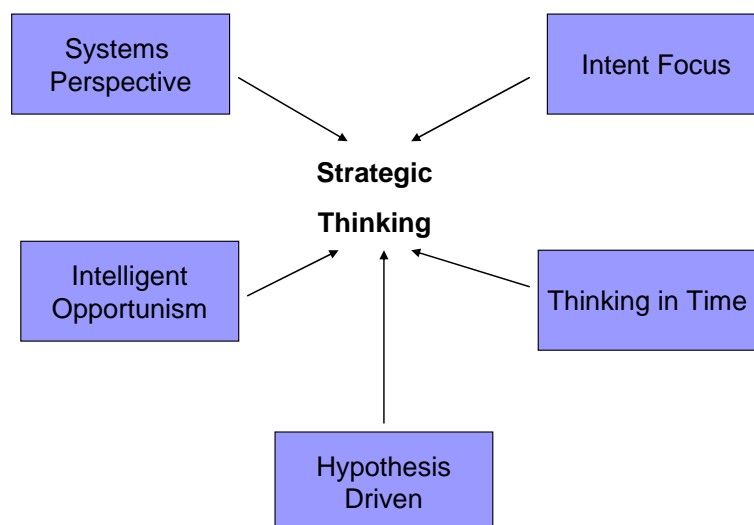 Systems
Perspective
Intent Focus
Strategic
Thinking
Intelligent
Opportunism
Thinking in Time
Hypothesis
Driven